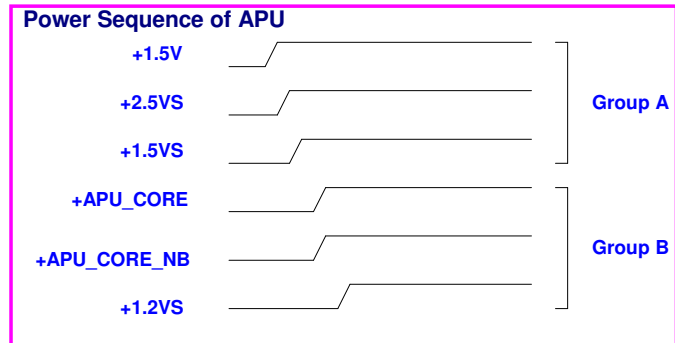 Power Sequence of APU
+1.5V
+2.5VS
Group A
+1.5VS
+APU_CORE
+APU_CORE_NB
Group B
+1.2VS